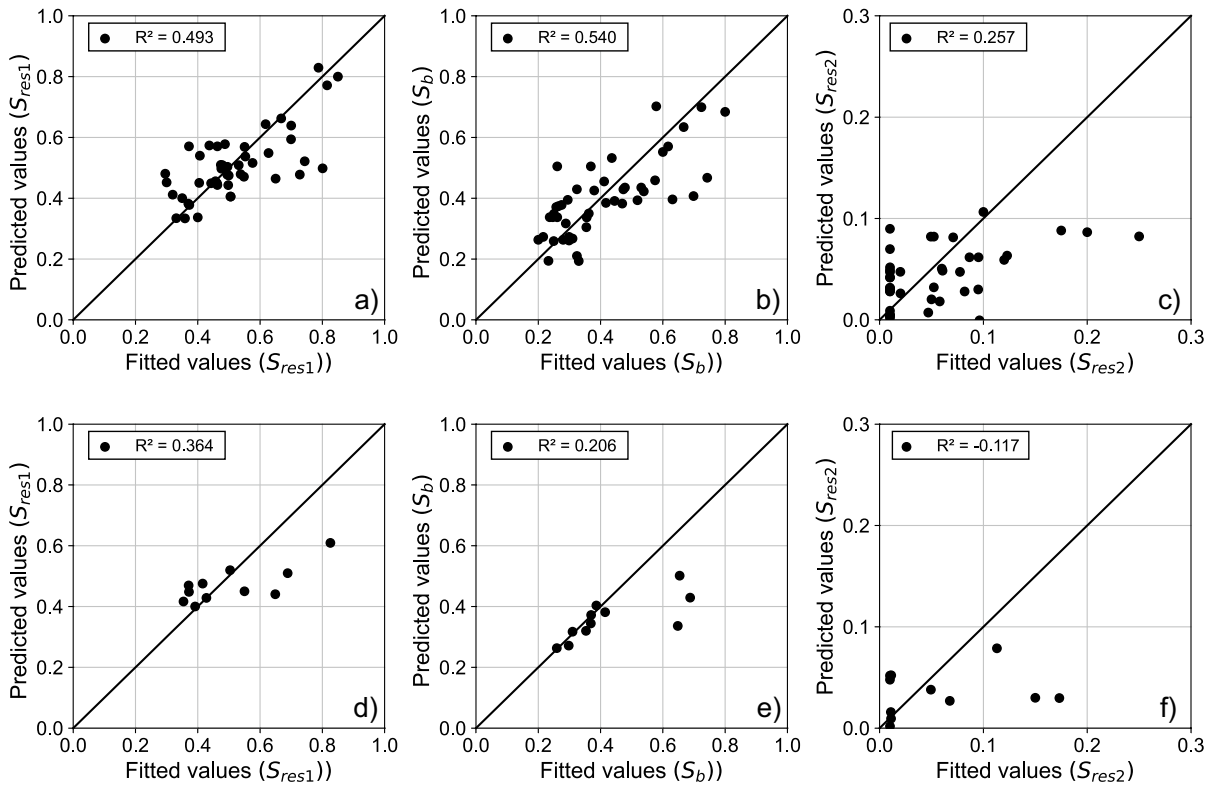 R² = 0.493
Predicted values (S_res1)
1.0
0.8
0.6
0.4
0.2
0.0
0.0 0.2 0.4 0.6 0.8 1.0
Fitted values (S_res1))
a)
R² = 0.540
Predicted values (S_b)
1.0
0.8
0.6
0.4
0.2
0.0
0.0 0.2 0.4 0.6 0.8 1.0
Fitted values (S_b))
b)
R² = 0.257
Predicted values (S_res2)
0.3
0.2
0.1
0.0
0.0 0.1 0.2 0.3
Fitted values (S_res2)
c)
R² = 0.364
Predicted values (S_res1)
1.0
0.8
0.6
0.4
0.2
0.0
0.0 0.2 0.4 0.6 0.8 1.0
Fitted values (S_res1))
d)
R² = 0.206
Predicted values (S_b)
1.0
0.8
0.6
0.4
0.2
0.0
0.0 0.2 0.4 0.6 0.8 1.0
Fitted values (S_b))
e)
R² = -0.117
Predicted values (S_res2)
0.3
0.2
0.1
0.0
0.0 0.1 0.2 0.3
Fitted values (S_res2)
f)